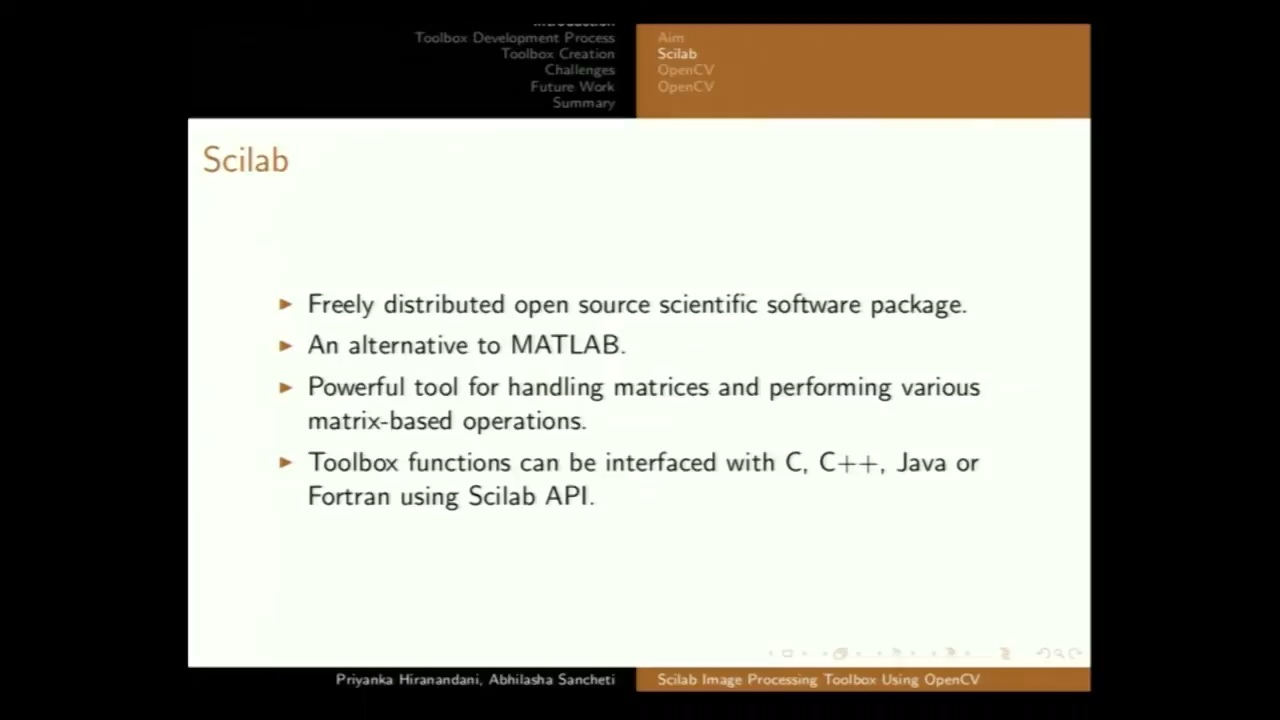 Introduction
Toolbox Development Process
Toolbox Creation
Challenges
Future Work
Summary
Aim
Scilab
OpenCV
OpenCV
Scilab
Freely distributed open source scientific software package.
An alternative to MATLAB.
Powerful tool for handling matrices and performing various
matrix-based operations.
Toolbox functions can be interfaced with C, C++, Java or
Fortran using Scilab API.
Priyanka Hiranandani, Abhilasha Sancheti
Scilab Image Processing Toolbox Using OpenCV